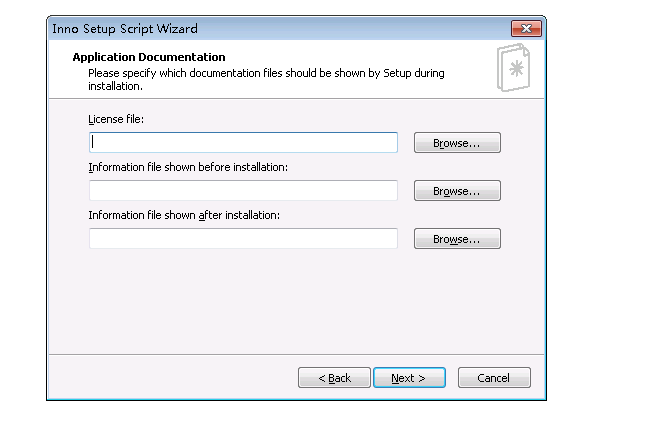 Inno Setup Script Wizard
Application Documentation
Please specify which documentation files should be shown by Setup during
installation.
License file:
Browse...
Information file shown before installation:
Browse...
Information file shown after installation:
Browse...
< Back
Next >
Cancel